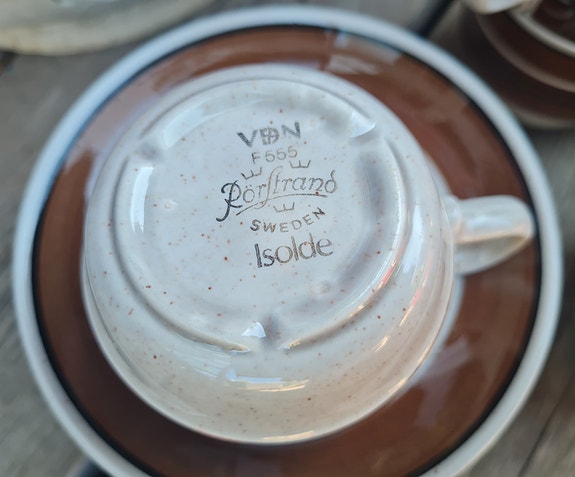 VDN
F555
Rörstrand
SWEDEN
Isolde